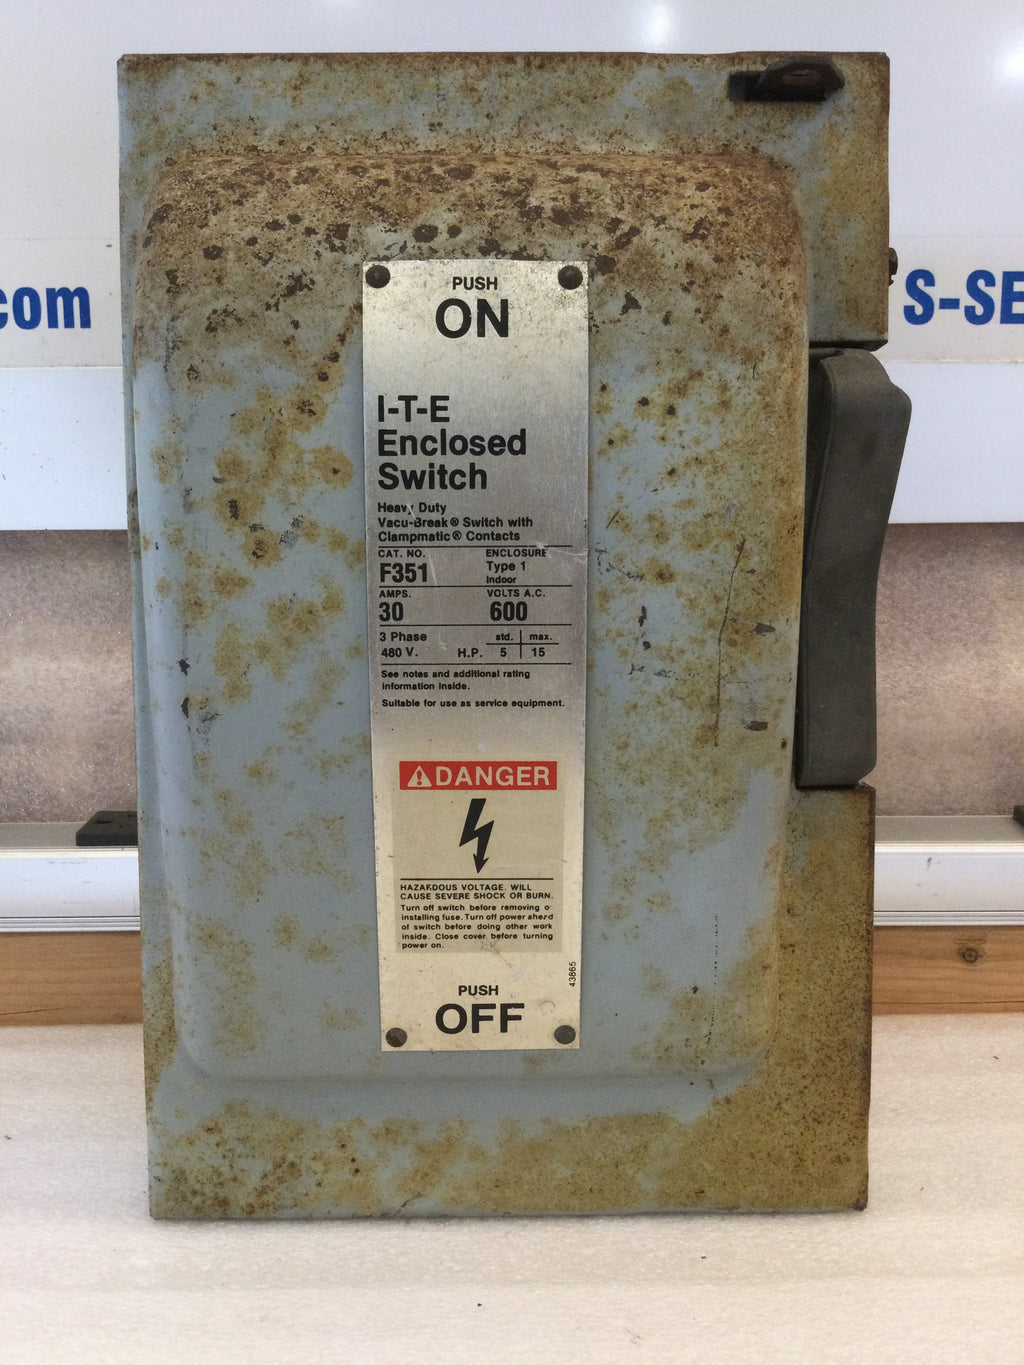 .com
S-SE
PUSH
ON
I-T-E
Enclosed
Switch
Heavy Duty
Vacu-Break® Switch with
Clampmatic® Contacts
CAT. NO. ENCLOSURE
F351 Type 1
Indoor
AMPS. VOLTS A.C.
30 600
3 Phase std. max.
480 V. H.P. 5 15
See notes and additional rating
information inside.
Suitable for use as service equipment.
DANGER
HAZARDOUS VOLTAGE. WILL
CAUSE SEVERE SHOCK OR BURN.
Turn off switch before removing or
installing fuse. Turn off power ahead
of switch before doing other work
inside. Close cover before turning
power on.
43865
PUSH
OFF